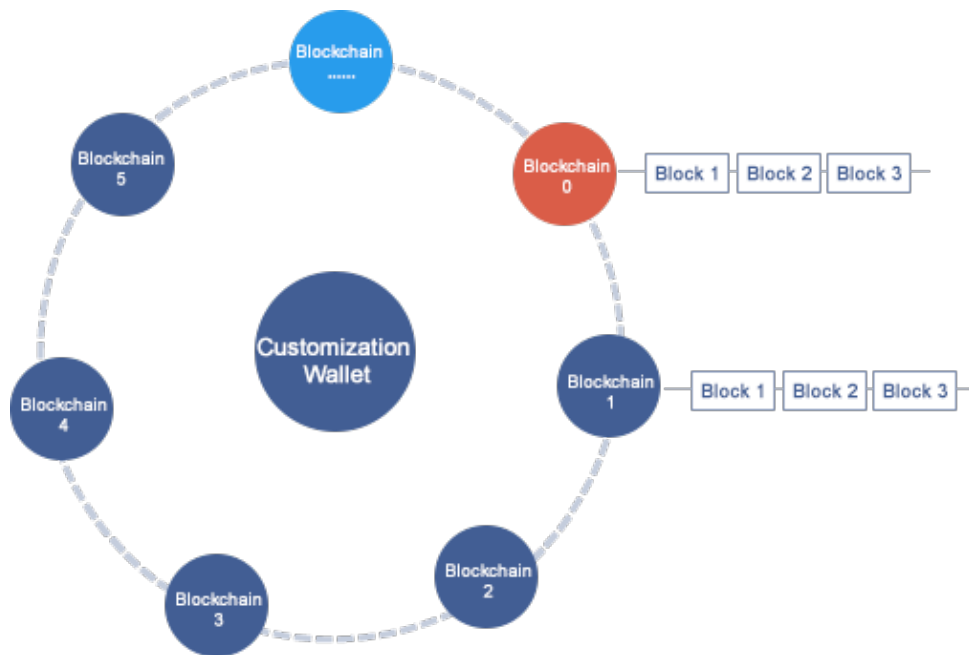 Blockchain
......
Blockchain
5
Blockchain
0
Block 1
Block 2
Block 3
Customization
Wallet
Blockchain
1
Block 1
Block 2
Block 3
Blockchain
4
Blockchain
2
Blockchain
3